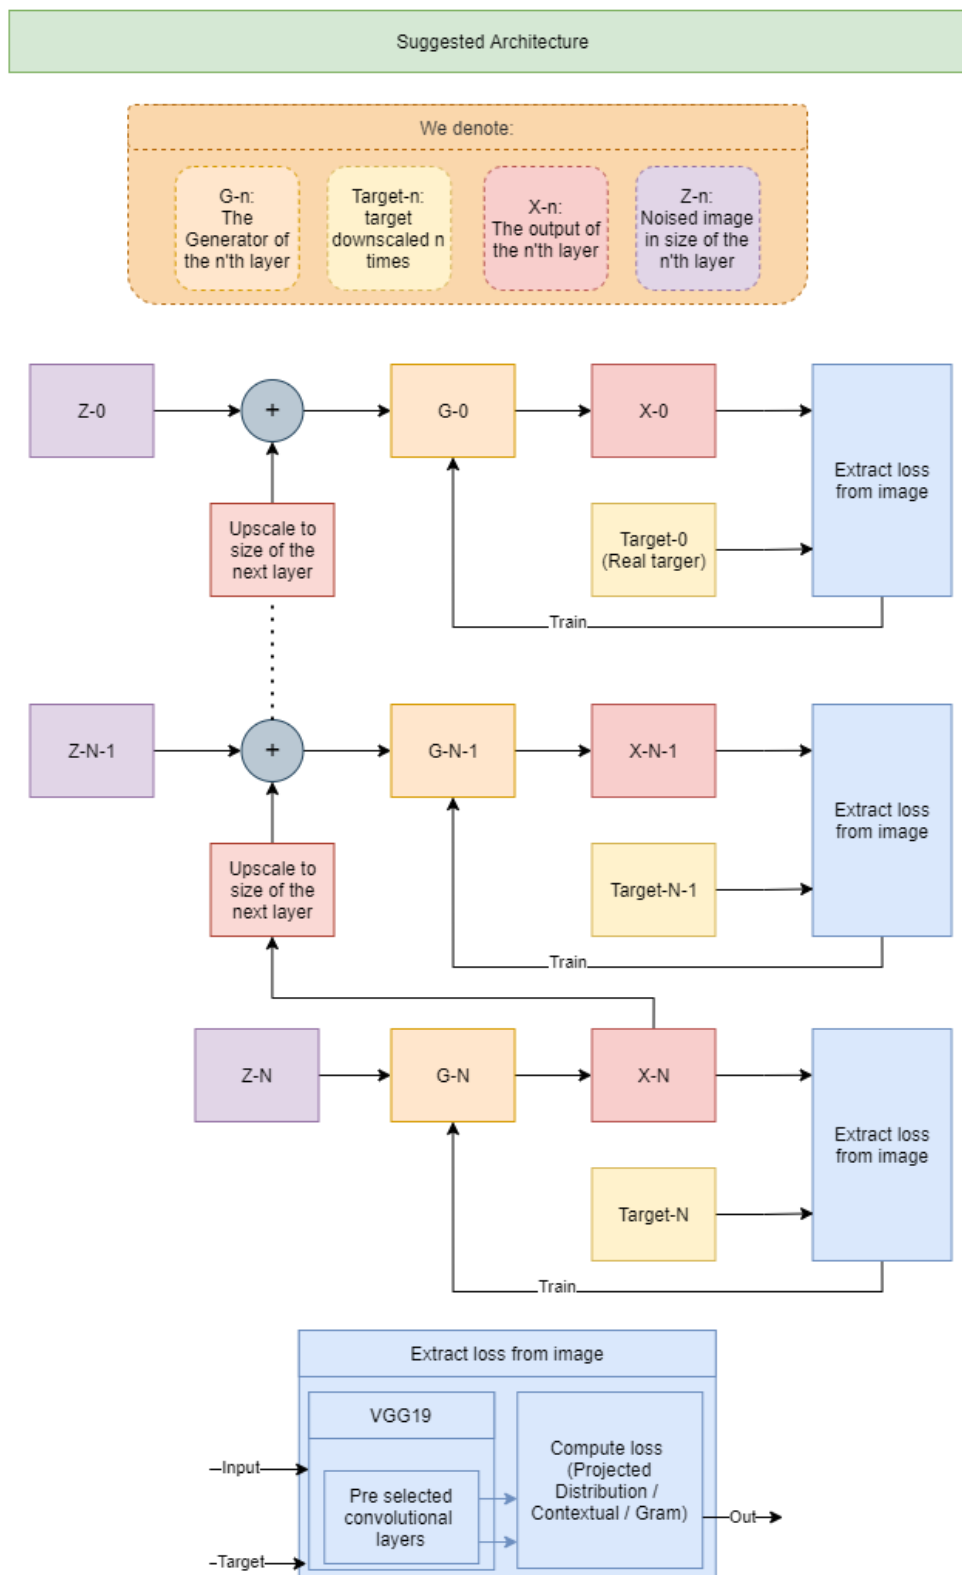 Suggested Architecture
We denote:
G-n:
The
Generator of
the n'th layer
Target-n:
target
downscaled n
times
X-n:
The output of
the n'th layer
Z-n:
Noised image
in size of the
n'th layer
Z-0
+
G-0
X-0
Extract loss
from image
Upscale to
size of the
next layer
Target-0
(Real targer)
Train
Z-N-1
+
G-N-1
X-N-1
Extract loss
from image
Upscale to
size of the
next layer
Target-N-1
Train
Z-N
G-N
X-N
Extract loss
from image
Target-N
Train
Extract loss from image
VGG19
Input
Pre selected
convolutional
layers
Compute loss
(Projected
Distribution /
Contextual / Gram)
Out
Target